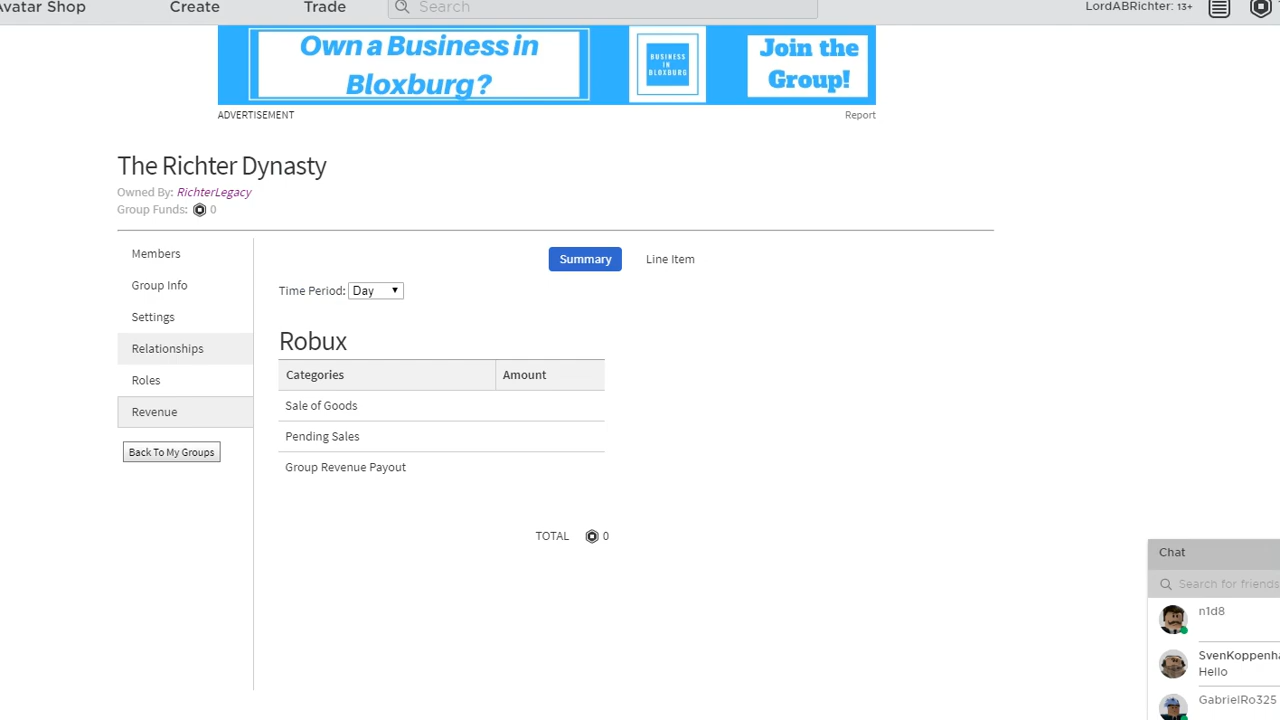 Avatar Shop Create Trade Search LordABRichter: 13+
Own a Business in
Bloxburg?
BUSINESS
IN
BLOXBURG
Join the
Group!
ADVERTISEMENT Report
The Richter Dynasty
Owned By: RichterLegacy
Group Funds: 0
Members
Group Info
Settings
Relationships
Roles
Revenue
Back To My Groups
Summary Line Item
Time Period: Day
Robux
Categories Amount
Sale of Goods
Pending Sales
Group Revenue Payout
TOTAL 0
Chat
Search for friends
n1d8
SvenKoppenha
Hello
GabrielRo325